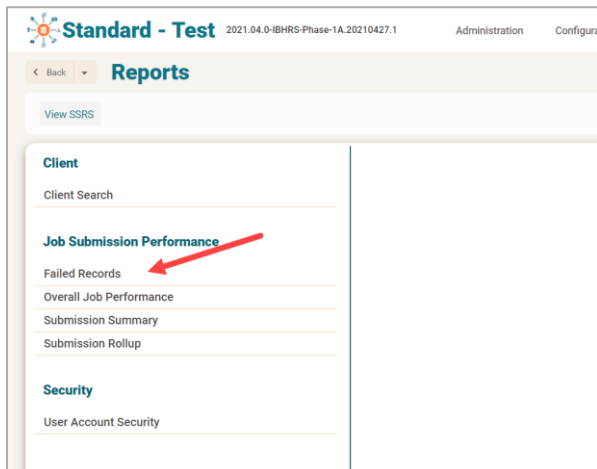 Standard - Test 2021.04.0-IBHRS-Phase-1A.20210427.1 Administration
Back Reports
View SSRS
Client
Client Search
Job Submission Performance
Failed Records
Overall Job Performance
Submission Summary
Submission Rollup
Security
User Account Security